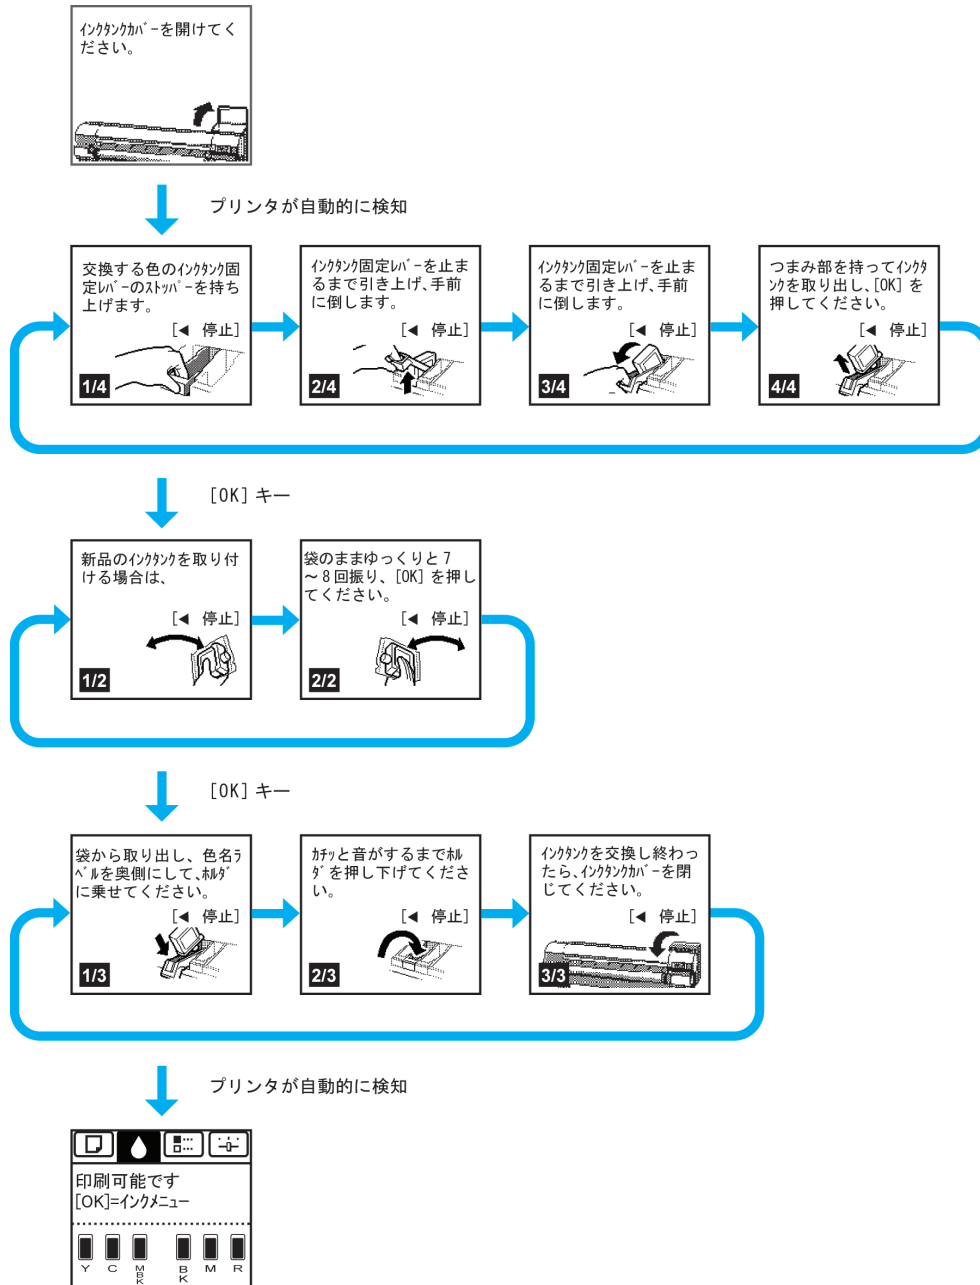 ｲﾝｸﾀﾝｸｶﾊﾞｰを開けてく
ださい。
プリンタが自動的に検知
交換する色のｲﾝｸﾀﾝｸ固
定ﾚﾊﾞｰのｽﾄｯﾊﾟｰを持ち
上げます。
[◀ 停止]
1/4
ｲﾝｸﾀﾝｸ固定ﾚﾊﾞｰを止ま
るまで引き上げ､手前
に倒します。
[◀ 停止]
2/4
ｲﾝｸﾀﾝｸ固定ﾚﾊﾞｰを止ま
るまで引き上げ､手前
に倒します。
[◀ 停止]
3/4
つまみ部を持ってｲﾝｸﾀ
ﾝｸを取り出し､[OK] を
押してください。
[◀ 停止]
4/4
[OK] キー
新品のｲﾝｸﾀﾝｸを取り付
ける場合は、
[◀ 停止]
1/2
袋のままゆっくりと７
～８回振り、[OK] を押し
てください。
[◀ 停止]
2/2
[OK] キー
袋から取り出し、色名ﾗ
ﾍﾞﾙを奥側にして､ﾎﾙﾀﾞ
に乗せてください。
[◀ 停止]
1/3
ｶﾁｯと音がするまでﾎﾙ
ﾀﾞを押し下げてくださ
い。
[◀ 停止]
2/3
ｲﾝｸﾀﾝｸを交換し終わっ
たら､ｲﾝｸﾀﾝｸｶﾊﾞｰを閉
じてください。
[◀ 停止]
3/3
プリンタが自動的に検知
印刷可能です
[OK]=ｲﾝｸﾒﾆｭｰ
Y C MBK BK M R